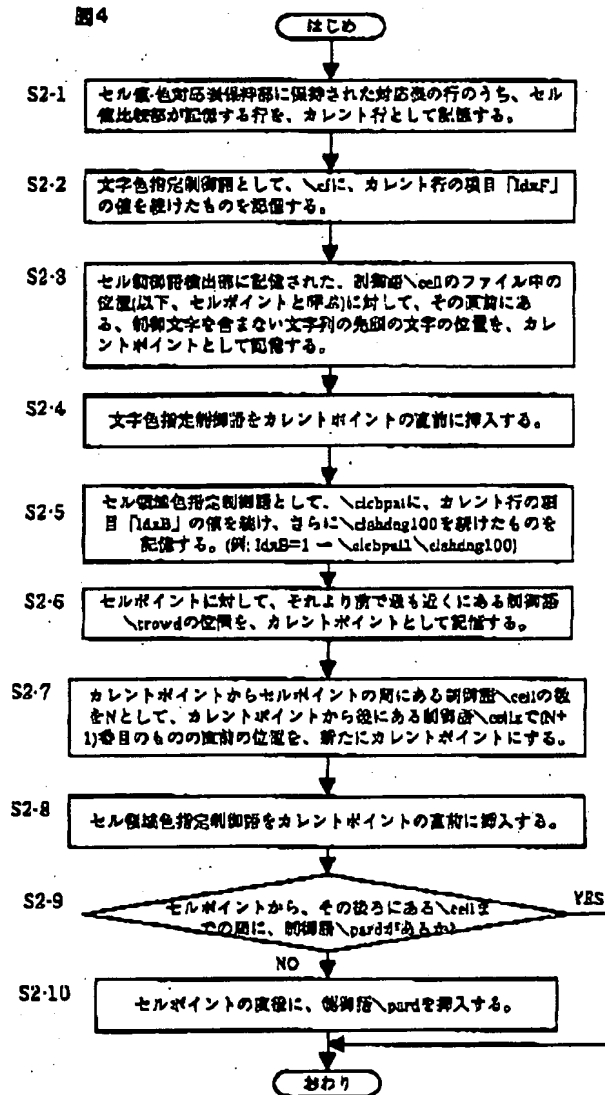 図4
はじめ
S2-1
セル値・色対応表保持部に保持された対応表の行のうち、セル
値比較部が記憶する行を、カレント行として記憶する。
S2-2
文字色指定制御語として、\cfに、カレント行の項目「IdxF」
の値を続けたものを記憶する。
S2-3
セル制御語検出部に記憶された、制御語\cellのファイル中の
位置(以下、セルポイントと呼ぶ)に対して、その直前にあ
る、制御文字を含まない文字列の先頭の文字の位置を、カレ
ントポイントとして記憶する。
S2-4
文字色指定制御語をカレントポイントの直前に挿入する。
S2-5
セル領域色指定制御語として、\clcbpatに、カレント行の項
目「IdxB」の値を続け、さらに\clshdng100を続けたものを
記憶する。(例: IdxB=1 ― \clcbpat1\clshdng100)
S2-6
セルポイントに対して、それより前で最も近くにある制御語
\trowdの位置を、カレントポイントとして記憶する。
S2-7
カレントポイントからセルポイントの間にある制御語\cellの数
をNとして、カレントポイントから後にある制御語\cellxで(N+
1)番目のものの直前の位置を、新たにカレントポイントにする。
S2-8
セル領域色指定制御語をカレントポイントの直前に挿入する。
S2-9
セルポイントから、その後ろにある\cellま
での間に、制御語\pardがあるか?
YES
NO
S2-10
セルポイントの直後に、制御語\pardを挿入する。
おわり